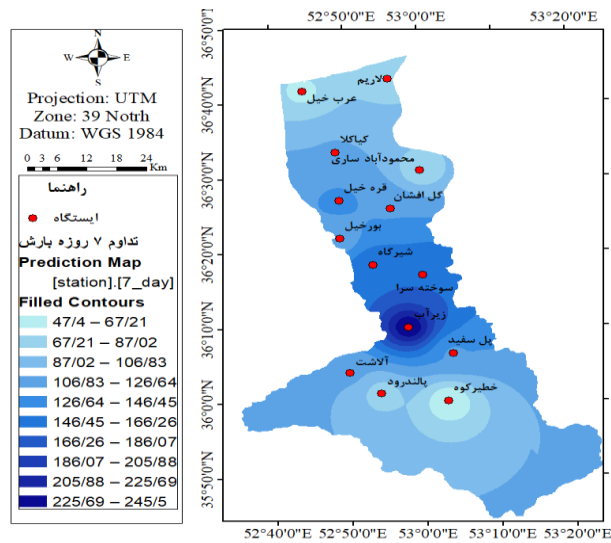 52°50'0"E 53°0'0"E 53°20'0"E
36°50'0"N
36°40'0"N
36°30'0"N
36°20'0"N
36°10'0"N
36°0'0"N
35°50'0"N
N
W E
S
Projection: UTM
Zone: 39 Notrh
Datum: WGS 1984
0 3 6 12 18 24
Km
راهنما
ایستگاه
تداوم ۷ روزه بارش
Prediction Map
[station].[7_day]
Filled Contours
47/4 – 67/21
67/21 – 87/02
87/02 – 106/83
106/83 – 126/64
126/64 – 146/45
146/45 – 166/26
166/26 – 186/07
186/07 – 205/88
205/88 – 225/69
225/69 – 245/5
لاریم
عرب خیل
کیاکلا
محمودآباد ساری
قره خیل
گل افشان
بورخیل
شیرگاه
سوخته سرا
زیرآب
پل سفید
آلاشت
پالندرود
خطیرکوه
52°40'0"E 52°50'0"E 53°0'0"E 53°10'0"E 53°20'0"E